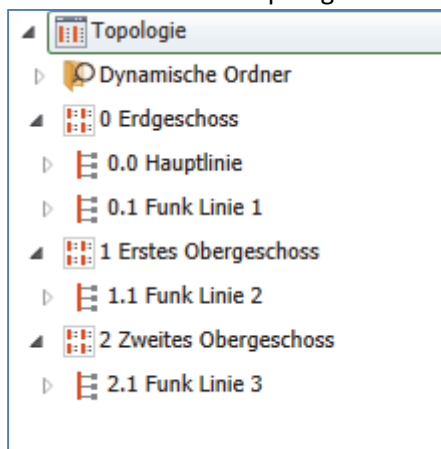 Topologie
Dynamische Ordner
0 Erdgeschoss
0.0 Hauptlinie
0.1 Funk Linie 1
1 Erstes Obergeschoss
1.1 Funk Linie 2
2 Zweites Obergeschoss
2.1 Funk Linie 3